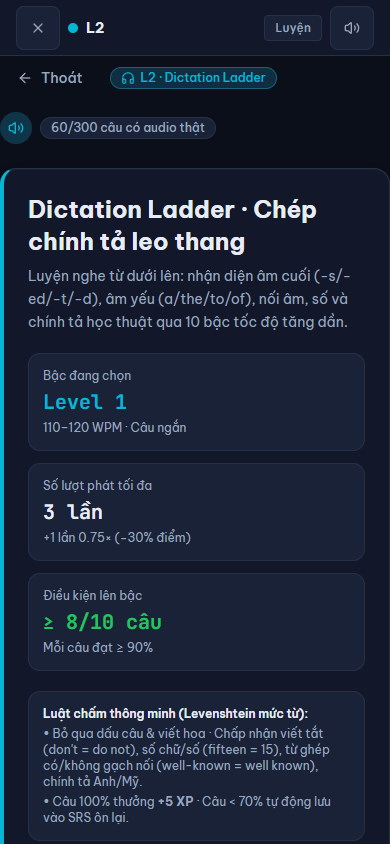 L2
Luyện
Thoát
L2 · Dictation Ladder
60/300 câu có audio thật
Dictation Ladder · Chép
chính tả leo thang
Luyện nghe từ dưới lên: nhận diện âm cuối (-s/-
ed/-t/-d), âm yếu (a/the/to/of), nối âm, số và
chính tả học thuật qua 10 bậc tốc độ tăng dần.
Bậc đang chọn
Level 1
110–120 WPM · Câu ngắn
Số lượt phát tối đa
3 lần
+1 lần 0.75× (-30% điểm)
Điều kiện lên bậc
≥ 8/10 câu
Mỗi câu đạt ≥ 90%
Luật chấm thông minh (Levenshtein mức từ):
• Bỏ qua dấu câu & viết hoa · Chấp nhận viết tắt
(don't = do not), số chữ/số (fifteen = 15), từ ghép
có/không gạch nối (well-known = well known),
chính tả Anh/Mỹ.
• Câu 100% thưởng +5 XP · Câu < 70% tự động lưu
vào SRS ôn lại.